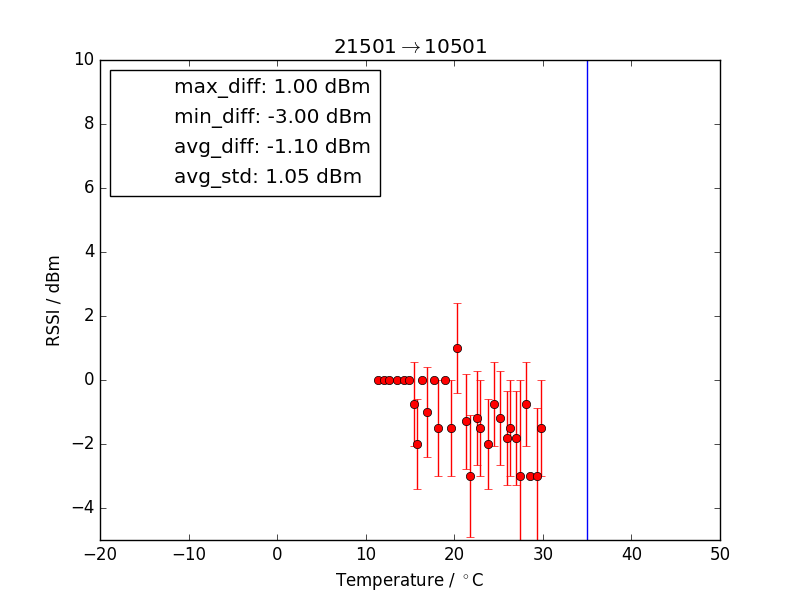 21501→10501
max_diff: 1.00 dBm
min_diff: -3.00 dBm
avg_diff: -1.10 dBm
avg_std: 1.05 dBm
10
8
6
4
2
0
−2
−4
RSSI / dBm
−20 −10 0 10 20 30 40 50
Temperature / °C